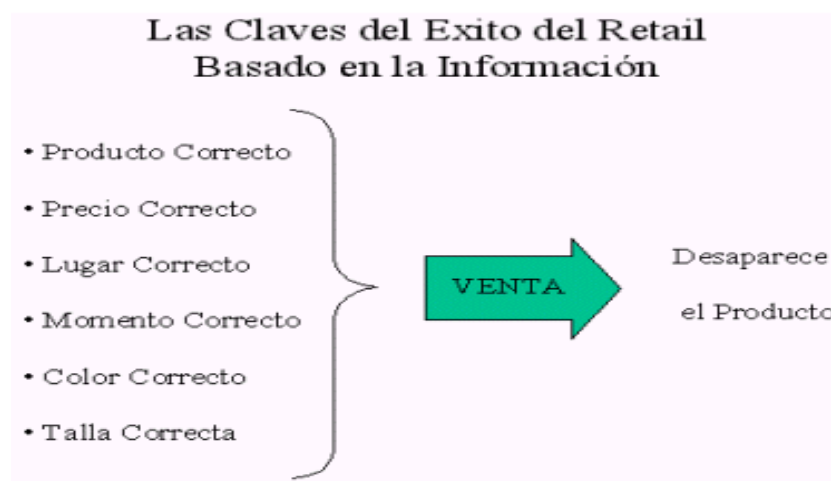 Las Claves del Exito del Retail
Basado en la Información
• Producto Correcto
• Precio Correcto
• Lugar Correcto
• Momento Correcto
• Color Correcto
• Talla Correcta
VENTA
Desaparece
el Producto